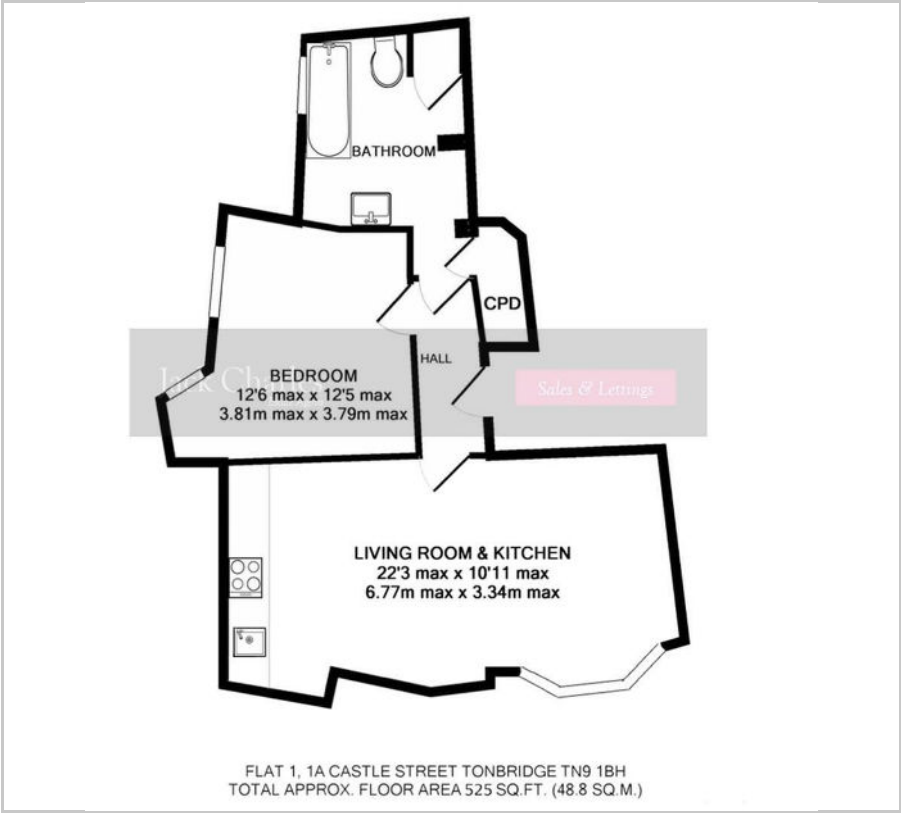 BATHROOM
CPD
HALL
Jack Charles
Sales & Lettings
BEDROOM
12'6 max x 12'5 max
3.81m max x 3.79m max
LIVING ROOM & KITCHEN
22'3 max x 10'11 max
6.77m max x 3.34m max
FLAT 1, 1A CASTLE STREET TONBRIDGE TN9 1BH
TOTAL APPROX. FLOOR AREA 525 SQ.FT. (48.8 SQ.M.)